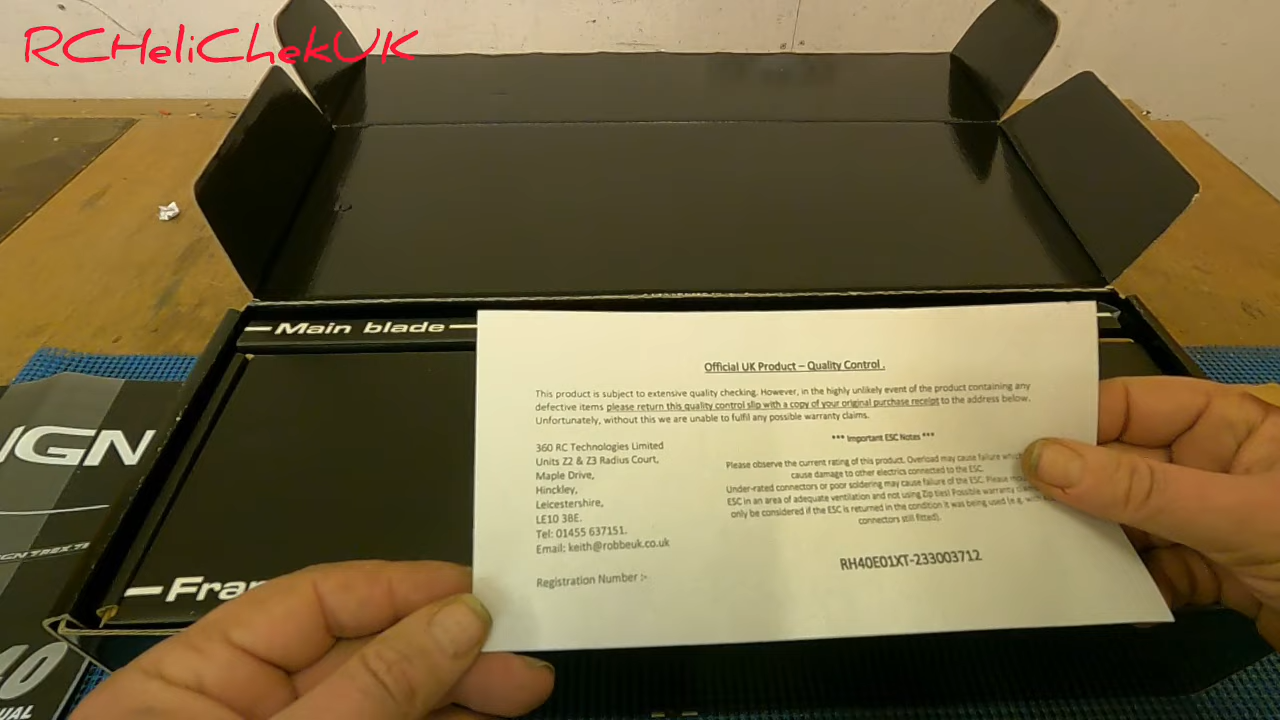 RCHeliChekUK
Main blade
Official UK Product – Quality Control .
This product is subject to extensive quality checking. However, in the highly unlikely event of the product containing any
defective items please return this quality control slip with a copy of your original purchase receipt to the address below.
Unfortunately, without this we are unable to fulfil any possible warranty claims.
*** Important ESC Notes ***
360 RC Technologies Limited
Units Z2 & Z3 Radius Court,
Maple Drive,
Hinckley,
Leicestershire,
LE10 3BE.
Tel: 01455 637151.
Email: keith@robbeuk.co.uk
Registration Number :-
Please observe the current rating of this product. Overload may cause failure which
cause damage to other electrics connected to the ESC.
Under-rated connectors or poor soldering may cause failure of the ESC. Please
ESC in an area of adequate ventilation and not using Zip ties! Possible warranty
only be considered if the ESC is returned in the condition it was being used (e.g. with
connectors still fitted).
RH40E01XT-233003712
IGN
Fra